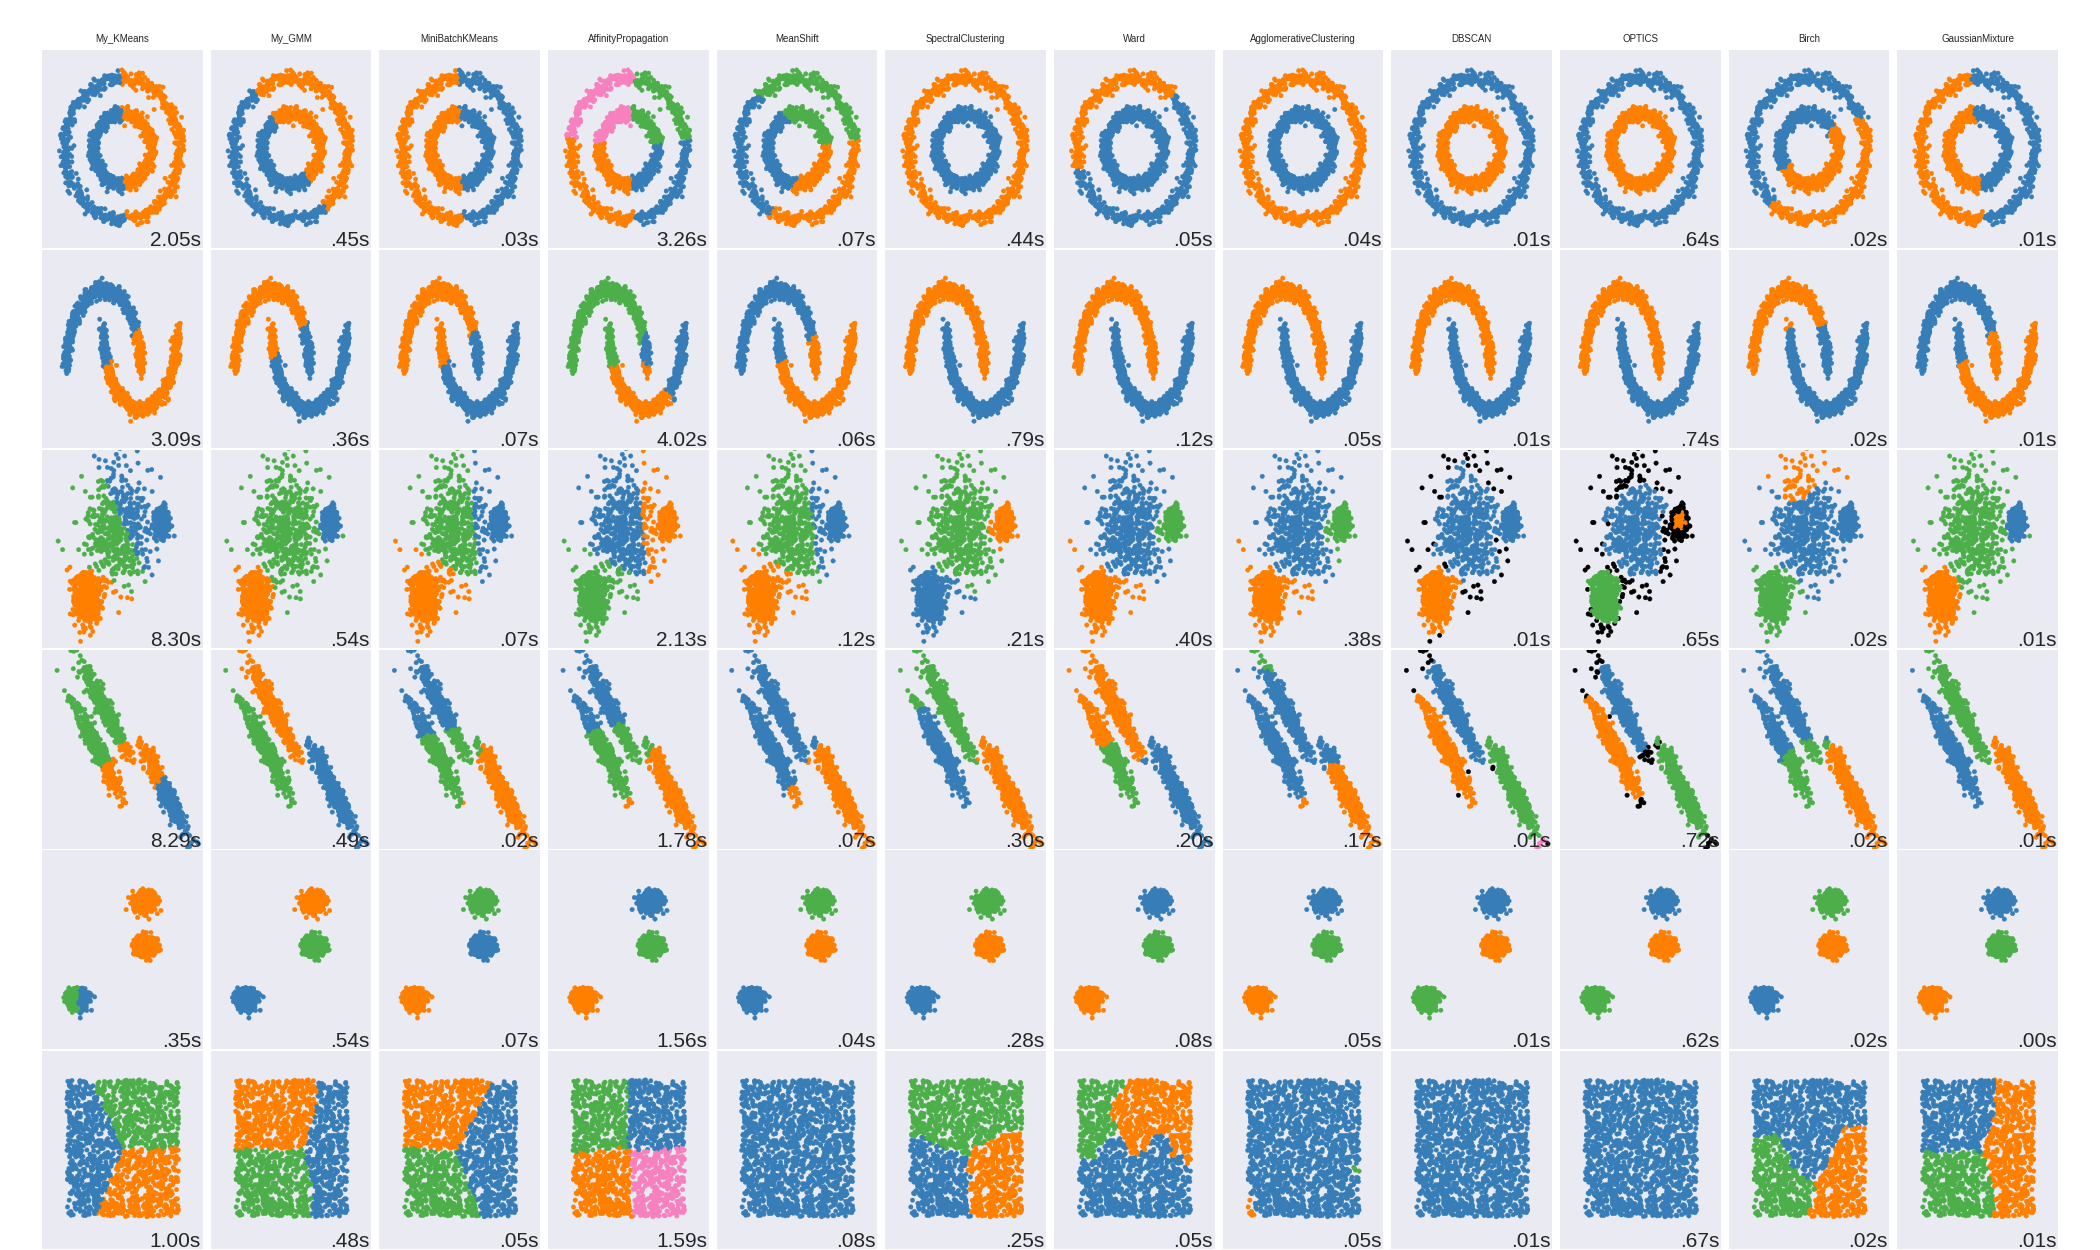 My_KMeans My_GMM MiniBatchKMeans AffinityPropagation MeanShift SpectralClustering Ward AgglomerativeClustering DBSCAN OPTICS Birch GaussianMixture
2.05s .45s .03s 3.26s .07s .44s .05s .04s .01s .64s .02s .01s
3.09s .36s .07s 4.02s .06s .79s .12s .05s .01s .74s .02s .01s
8.30s .54s .07s 2.13s .12s .21s .40s .38s .01s .65s .02s .01s
8.29s .49s .02s 1.78s .07s .30s .20s .17s .01s .72s .02s .01s
.35s .54s .07s 1.56s .04s .28s .08s .05s .01s .62s .02s .00s
1.00s .48s .05s 1.59s .08s .25s .05s .05s .01s .67s .02s .01s